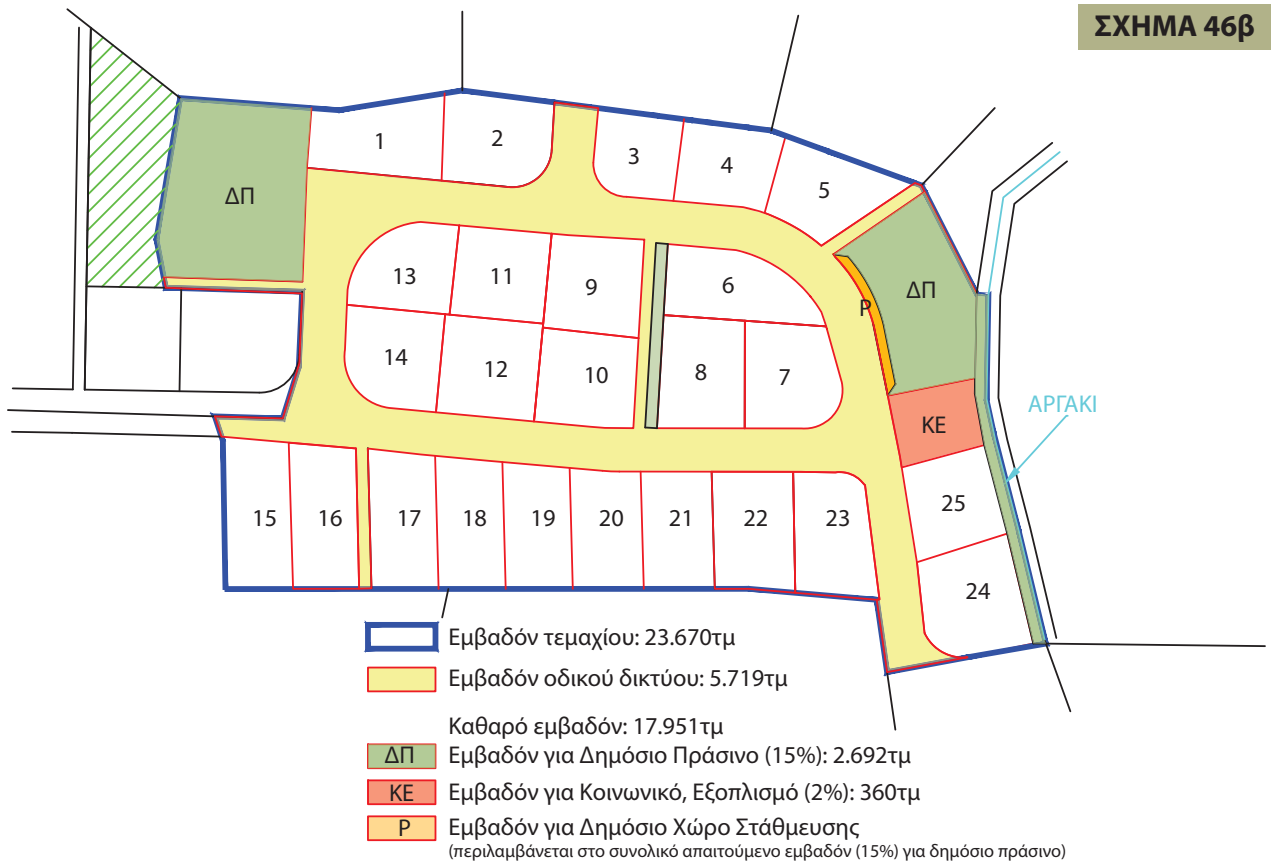 ΣΧΗΜΑ 46β
1
2
3
4
5
ΔΠ
ΔΠ
13
11
9
6
P
14
12
10
8
7
ΚΕ
ΑΡΓΑΚΙ
15
16
17
18
19
20
21
22
23
25
24
Εμβαδόν τεμαχίου: 23.670τμ
Εμβαδόν οδικού δικτύου: 5.719τμ
Καθαρό εμβαδόν: 17.951τμ
ΔΠ Εμβαδόν για Δημόσιο Πράσινο (15%): 2.692τμ
ΚΕ Εμβαδόν για Κοινωνικό, Εξοπλισμό (2%): 360τμ
P Εμβαδόν για Δημόσιο Χώρο Στάθμευσης
(περιλαμβάνεται στο συνολικό απαιτούμενο εμβαδόν (15%) για δημόσιο πράσινο)